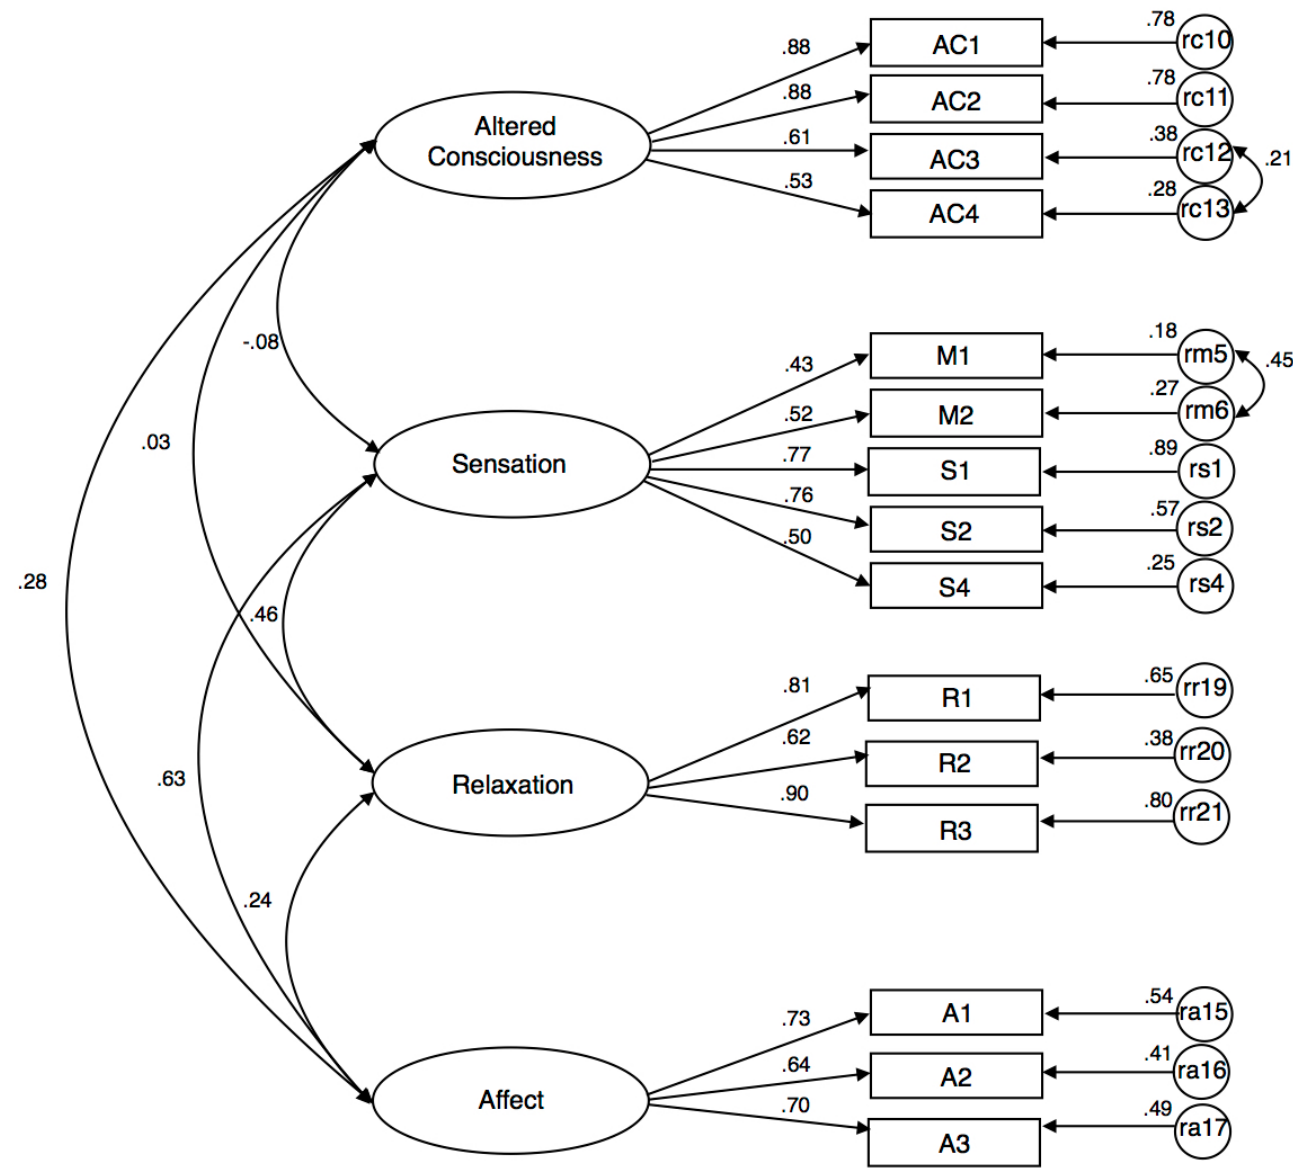 .88
AC1
.78
rc10
.88
AC2
.78
rc11
Altered
Consciousness
.61
AC3
.38
rc12
.21
.53
AC4
.28
rc13
-.08
.03
.28
.43
M1
.18
rm5
.45
.52
M2
.27
rm6
Sensation
.77
S1
.89
rs1
.76
S2
.57
rs2
.50
S4
.25
rs4
.46
.63
.81
R1
.65
rr19
.62
R2
.38
rr20
Relaxation
.90
R3
.80
rr21
.24
.73
A1
.54
ra15
.64
A2
.41
ra16
Affect
.70
A3
.49
ra17